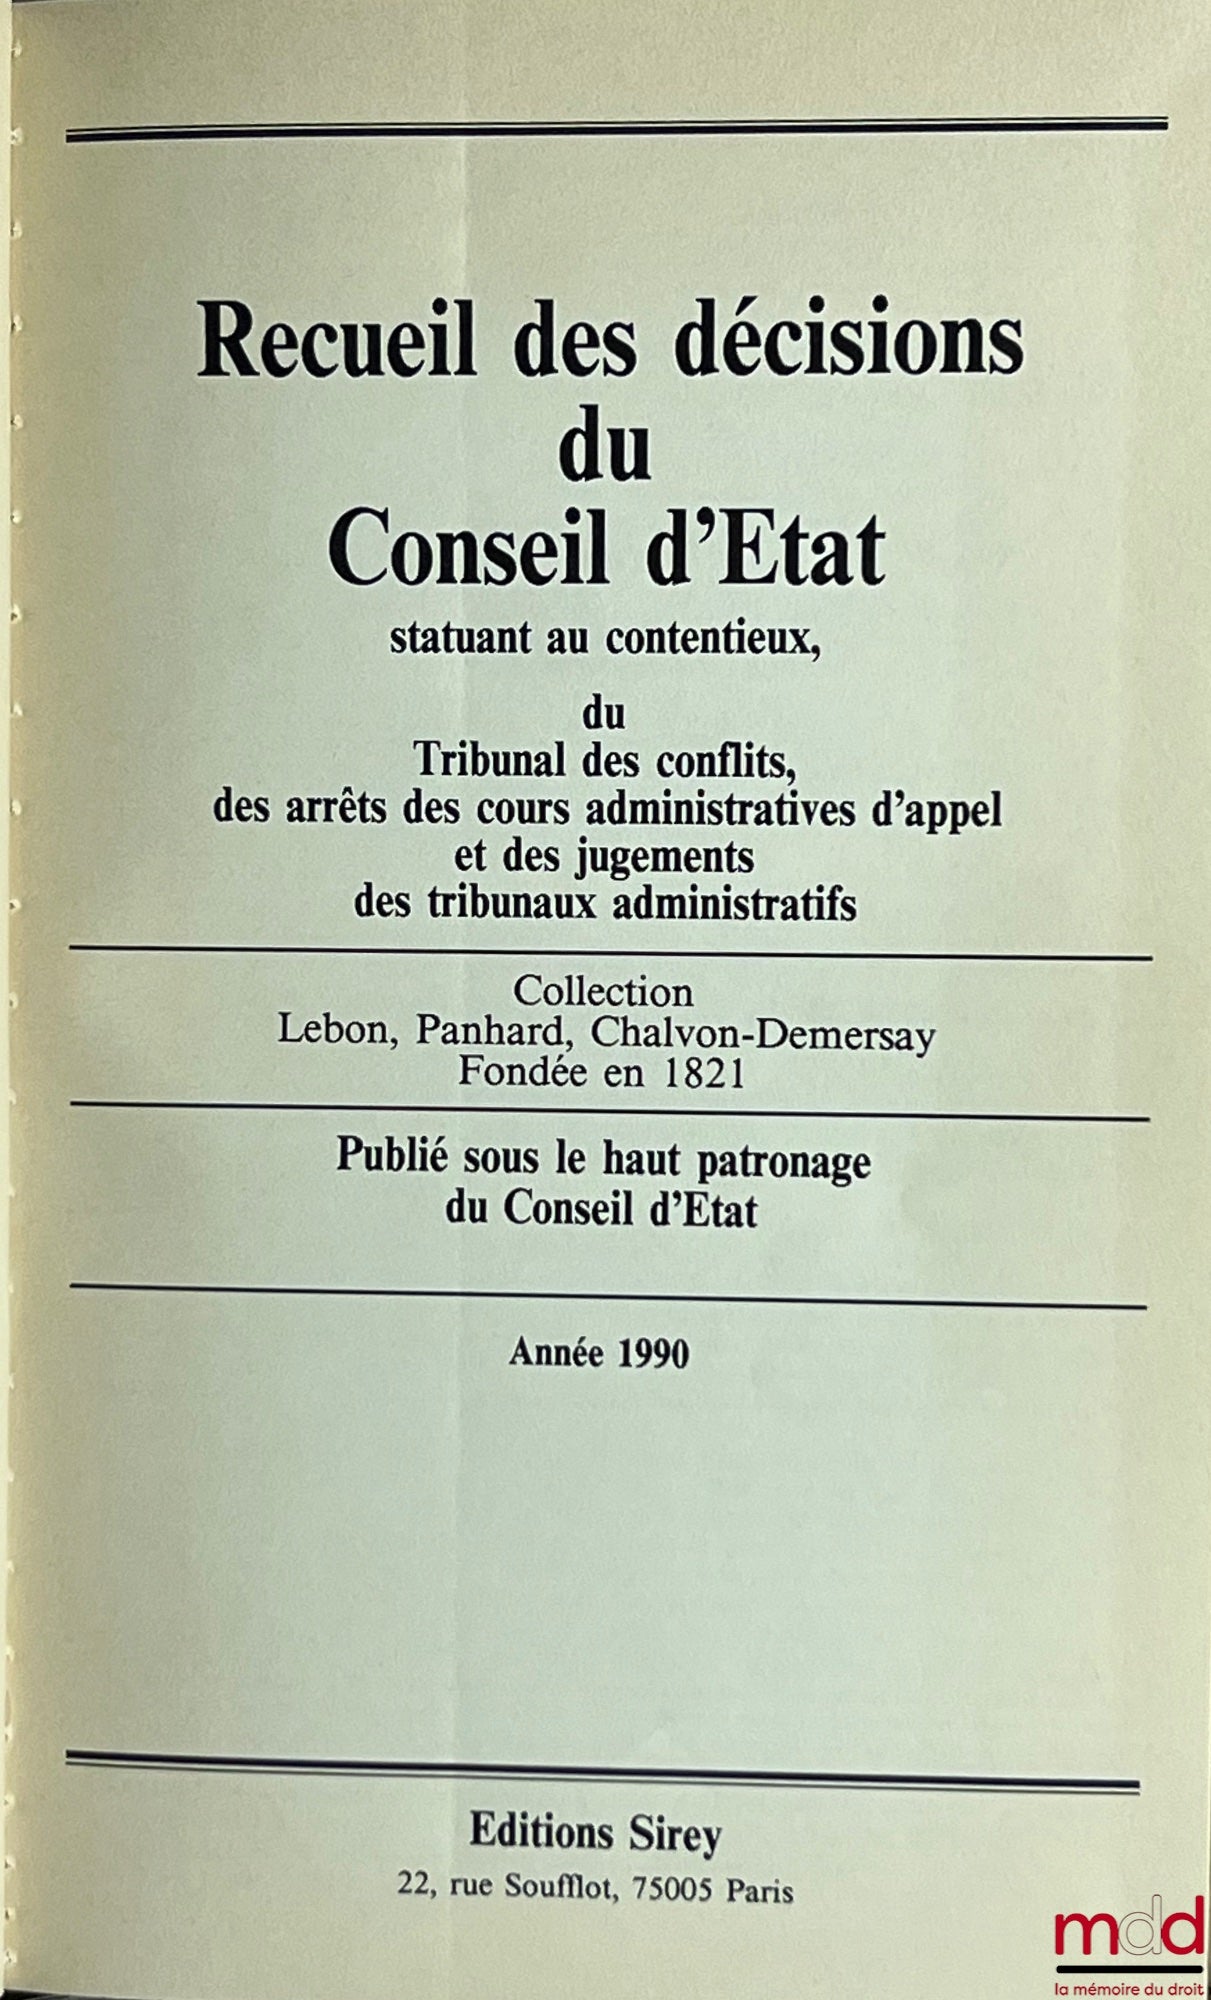 Recueil des décisions
du
Conseil d'Etat
statuant au contentieux,
du
Tribunal des conflits,
des arrêts des cours administratives d'appel
et des jugements
des tribunaux administratifs
Collection
Lebon, Panhard, Chalvon-Demersay
Fondée en 1821
Publié sous le haut patronage
du Conseil d'Etat
Année 1990
Editions Sirey
22, rue Soufflot, 75005 Paris
mdd
la mémoire du droit